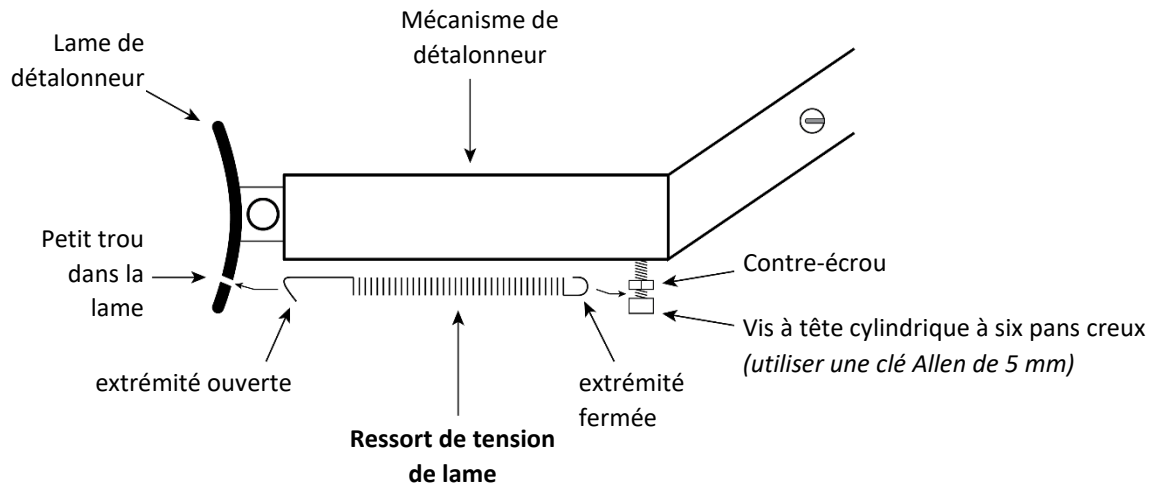 Mécanisme de
détalonneur
Lame de
détalonneur
Petit trou
dans la
lame
Contre-écrou
Vis à tête cylindrique à six pans creux
(utiliser une clé Allen de 5 mm)
extrémité ouverte
extrémité
fermée
Ressort de tension
de lame